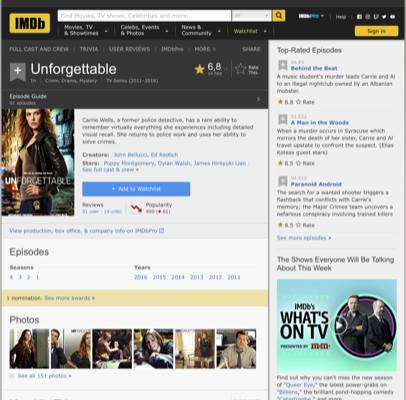 IMDb
Find Movies, TV shows, Celebrities and more...
All
IMDbPro
Help
Movies, TV & Showtimes
Celebs, Events & Photos
News & Community
Watchlist
Sign in
FULL CAST AND CREW | TRIVIA | USER REVIEWS | IMDbPro | MORE
SHARE
Unforgettable
1h | Crime, Drama, Mystery | TV Series (2011–2016)
6,8
Rate This
Episode Guide
61 episodes
UNFORGETTABLE
Carrie Wells, a former police detective, has a rare ability to
remember virtually everything she experiences including detailed
visual recall. She returns to police work and uses her ability to
solve crimes.
Creators: John Bellucci, Ed Redlich
Stars: Poppy Montgomery, Dylan Walsh, James Hiroyuki Liao |
See full cast & crew »
+ Add to Watchlist
Reviews
91 user | 14 critic
Popularity
View production, box office, & company info on IMDbPro
Episodes
Seasons
4 3 2 1
Years
2016 2015 2014 2013 2012 2011
1 nomination. See more awards »
Photos
See all 151 photos »
Top-Rated Episodes
Behind the Beat
A music student's murder leads Carrie and Al
to an illegal nightclub owned by an Albanian
mobster.
8.8 Rate
A Man in the Woods
When a murder occurs in Syracuse which
mirrors the death of her sister, Carrie and Al
travel upstate to confront the suspect. (Elias
Koteas guest stars)
8.5 Rate
S4.E13
Paranoid Android
The search for a wanted shooter triggers a
flashback that conflicts with Carrie's
memory; the Major Crimes team uncovers a
nefarious conspiracy involving trained killers
8.5 Rate
See more episodes »
The Shows Everyone Will Be Talking
About This Week
IMDb's
WHAT'S
ON TV
PRESENTED BY
Find out why you can't miss the new season
of "Queer Eye," the latest power-grabs on
"Billions," the brilliant pond-hopping comedy